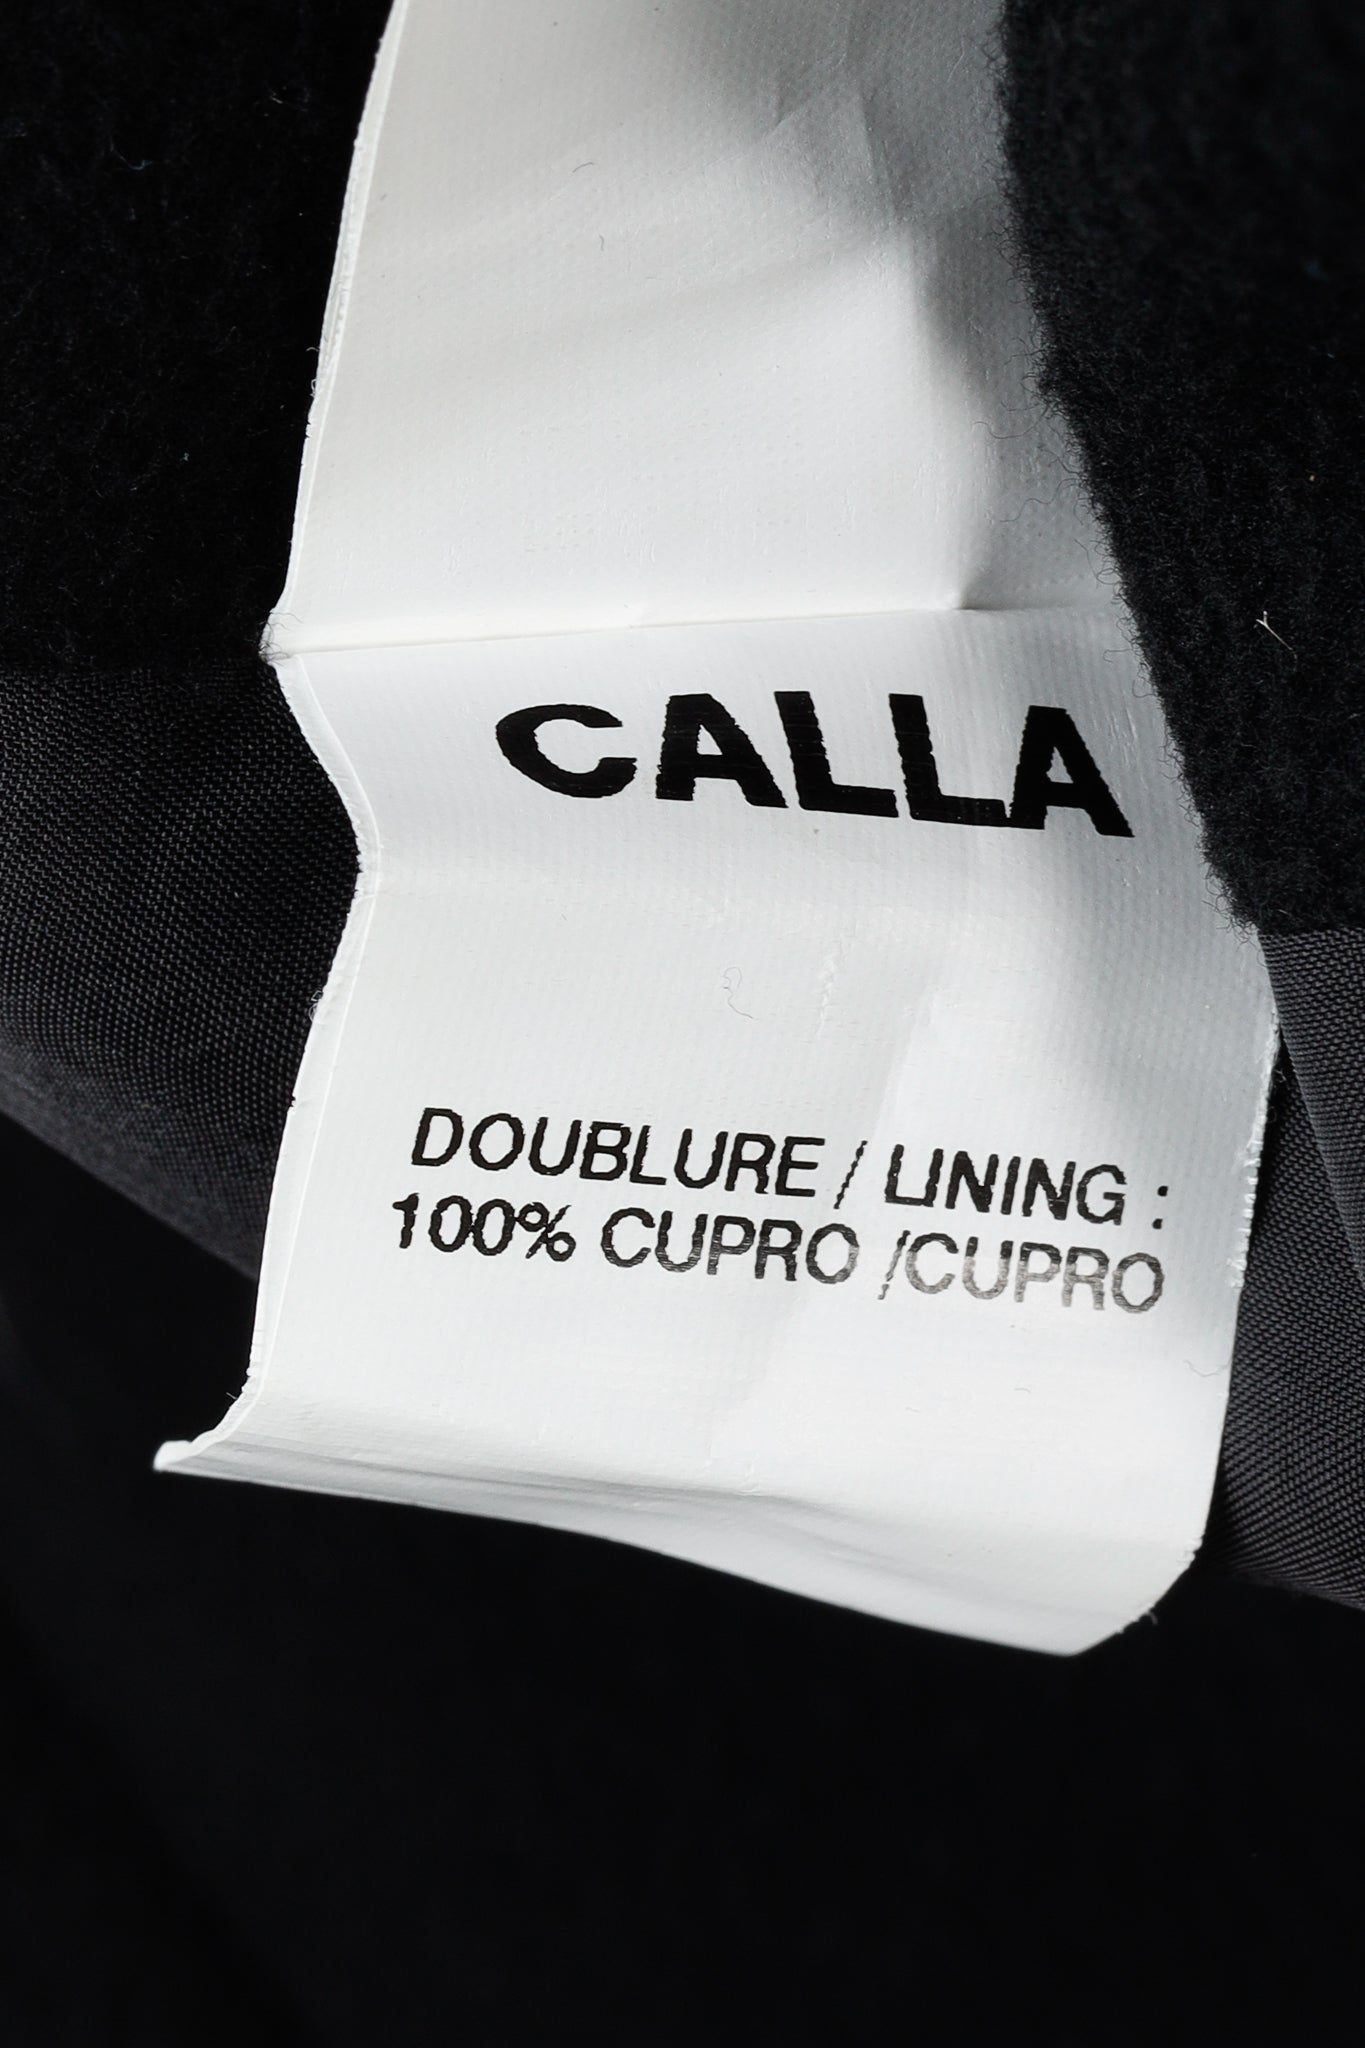 CALLA
DOUBLURE / LINING :
100% CUPRO /CUPRO